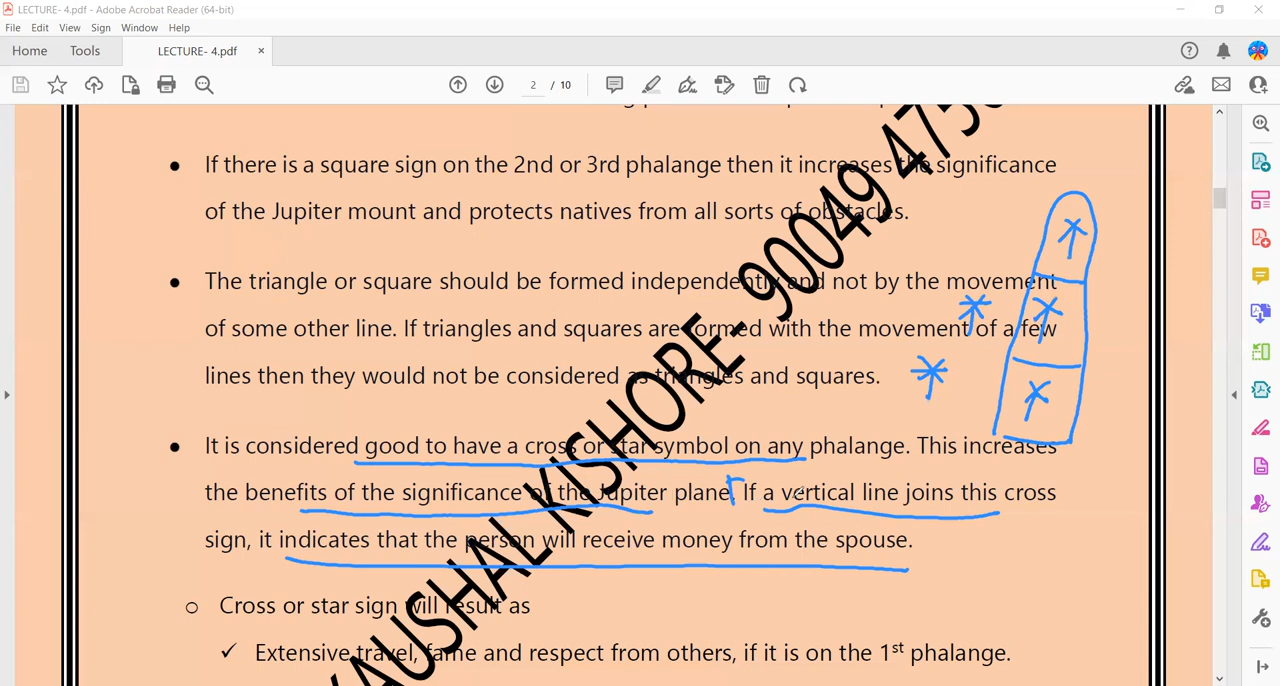 LECTURE- 4.pdf - Adobe Acrobat Reader (64-bit)
File Edit View Sign Window Help
Home Tools LECTURE- 4.pdf ×
2 / 10
If there is a square sign on the 2nd or 3rd phalange then it increases the significance
of the Jupiter mount and protects natives from all sorts of obstacles.
The triangle or square should be formed independently and not by the movement
of some other line. If triangles and squares are formed with the movement of a few
lines then they would not be considered as triangles and squares.
It is considered good to have a cross or star symbol on any phalange. This increases
the benefits of the significance of the Jupiter plane. If a vertical line joins this cross
sign, it indicates that the person will receive money from the spouse.
Cross or star sign will result as
Extensive travel, fame and respect from others, if it is on the 1st phalange.
KAUSHAL KISHORE- 90049 475